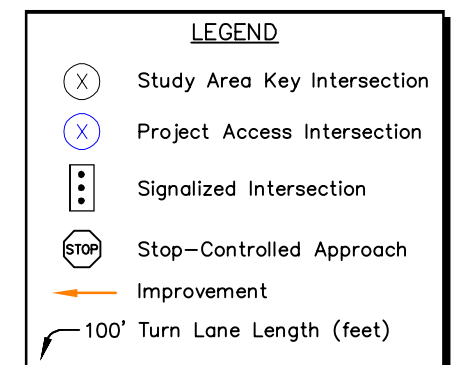 LEGEND
X Study Area Key Intersection
X Project Access Intersection
Signalized Intersection
STOP Stop-Controlled Approach
Improvement
100' Turn Lane Length (feet)